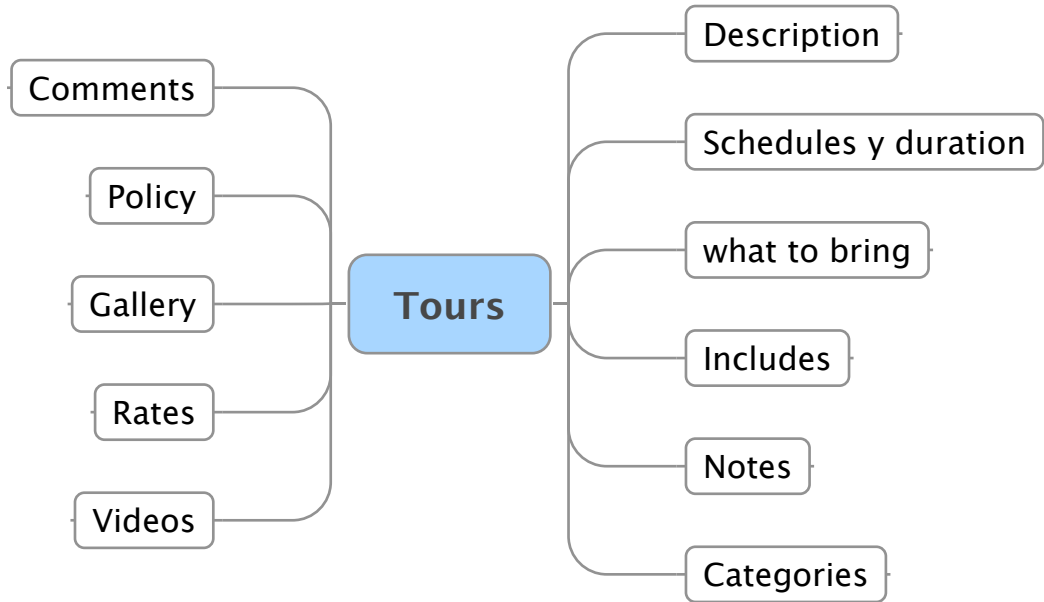 Comments
Policy
Gallery
Rates
Videos
Tours
Description
Schedules y duration
what to bring
Includes
Notes
Categories